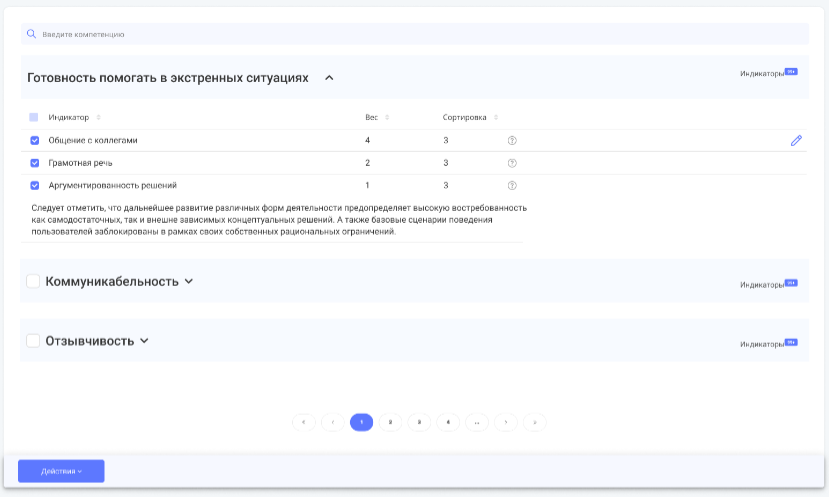 Введите компетенцию
Готовность помогать в экстренных ситуациях
Индикаторы 99+
Индикатор Вес Сортировка
Общение с коллегами 4 3
Грамотная речь 2 3
Аргументированность решений 1 3
Следует отметить, что дальнейшее развитие различных форм деятельности предопределяет высокую востребованность
как самодостаточных, так и внешне зависимых концептуальных решений. А также базовые сценарии поведения
пользователей заблокированы в рамках своих собственных рациональных ограничений.
Коммуникабельность
Индикаторы 99+
Отзывчивость
Индикаторы 99+
1 2 3 4 ...
Действия